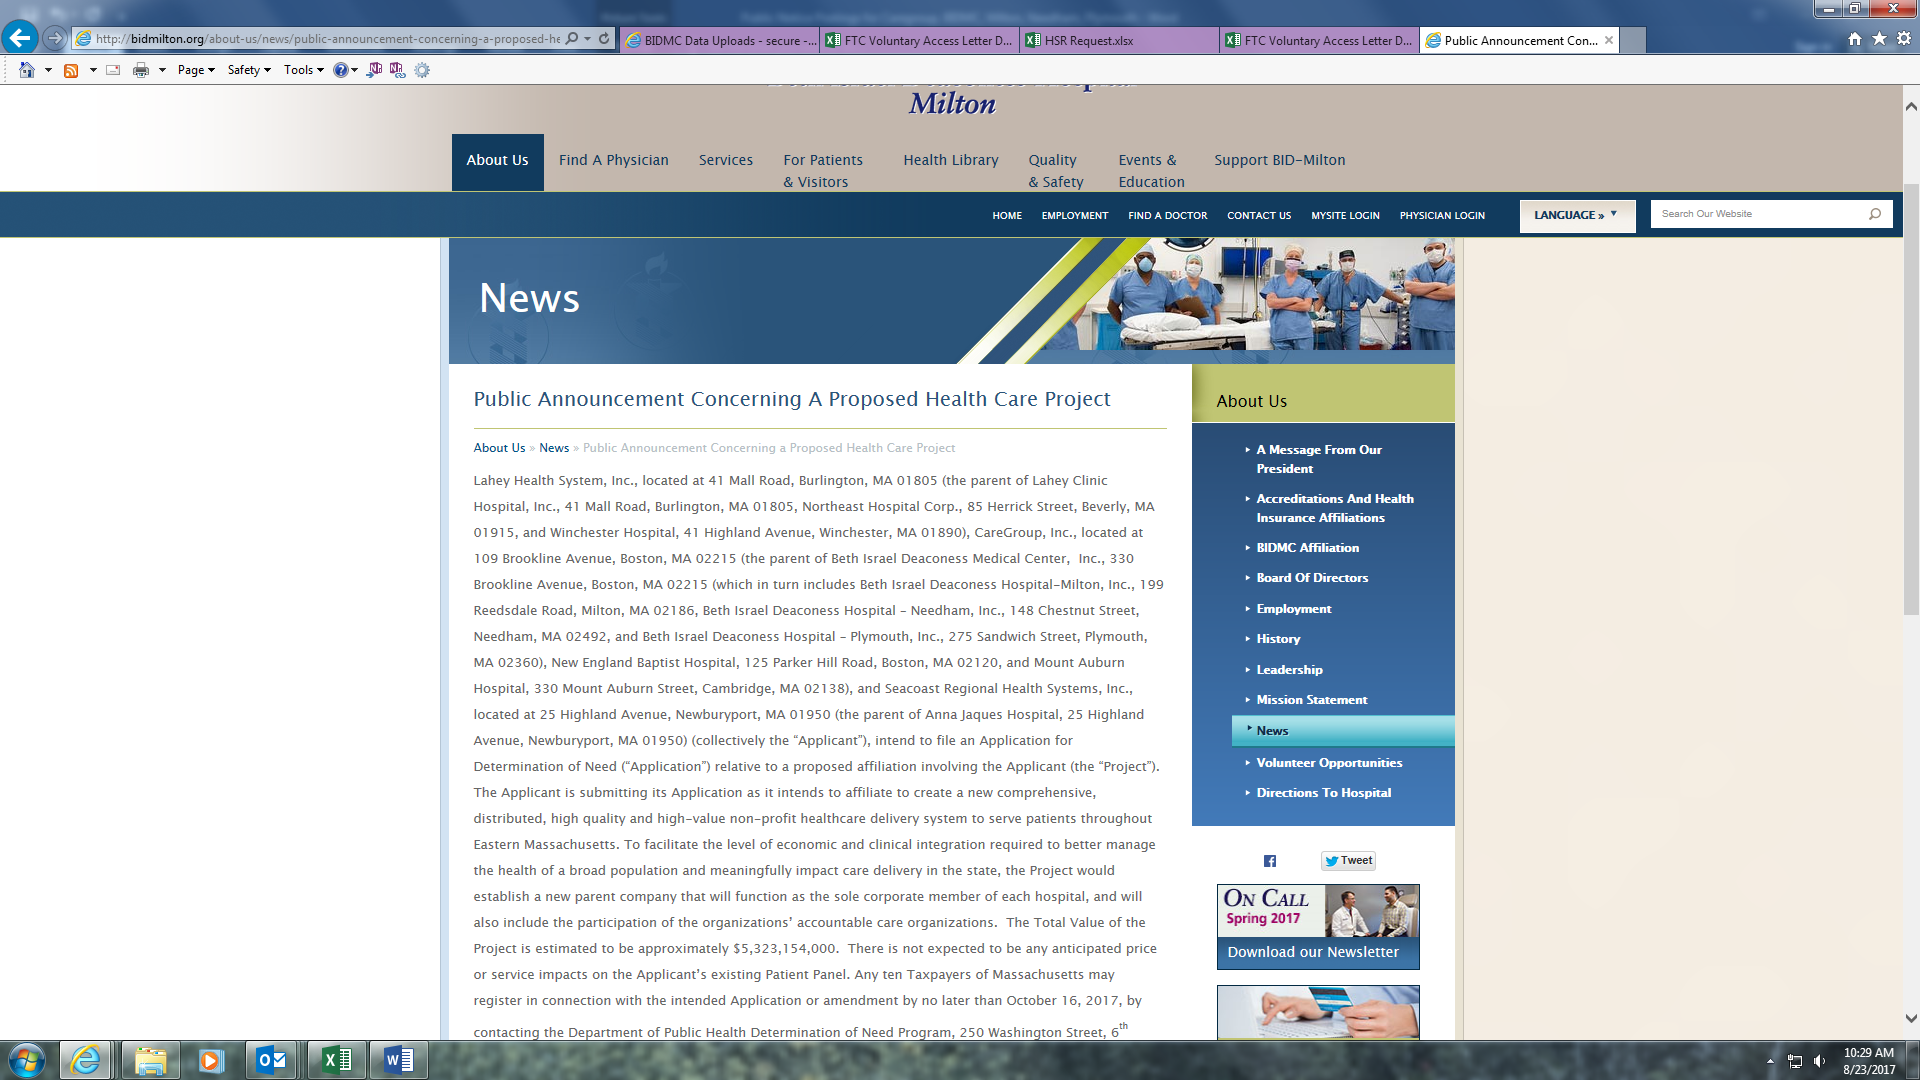 http://bidmilton.org/about-us/news/public-announcement-concerning-a-proposed-he
BIDMC Data Uploads - secure -...
FTC Voluntary Access Letter D...
HSR Request.xlsx
FTC Voluntary Access Letter D...
Public Announcement Con...
Page
Safety
Tools
Milton
About Us
Find A Physician
Services
For Patients
& Visitors
Health Library
Quality
& Safety
Events &
Education
Support BID-Milton
HOME
EMPLOYMENT
FIND A DOCTOR
CONTACT US
MYSITE LOGIN
PHYSICIAN LOGIN
LANGUAGE »
Search Our Website
News
Public Announcement Concerning A Proposed Health Care Project
About Us » News » Public Announcement Concerning a Proposed Health Care Project
Lahey Health System, Inc., located at 41 Mall Road, Burlington, MA 01805 (the parent of Lahey Clinic
Hospital, Inc., 41 Mall Road, Burlington, MA 01805, Northeast Hospital Corp., 85 Herrick Street, Beverly, MA
01915, and Winchester Hospital, 41 Highland Avenue, Winchester, MA 01890), CareGroup, Inc., located at
109 Brookline Avenue, Boston, MA 02215 (the parent of Beth Israel Deaconess Medical Center,  Inc., 330
Brookline Avenue, Boston, MA 02215 (which in turn includes Beth Israel Deaconess Hospital-Milton, Inc., 199
Reedsdale Road, Milton, MA 02186, Beth Israel Deaconess Hospital – Needham, Inc., 148 Chestnut Street,
Needham, MA 02492, and Beth Israel Deaconess Hospital – Plymouth, Inc., 275 Sandwich Street, Plymouth,
MA 02360), New England Baptist Hospital, 125 Parker Hill Road, Boston, MA 02120, and Mount Auburn
Hospital, 330 Mount Auburn Street, Cambridge, MA 02138), and Seacoast Regional Health Systems, Inc.,
located at 25 Highland Avenue, Newburyport, MA 01950 (the parent of Anna Jaques Hospital, 25 Highland
Avenue, Newburyport, MA 01950) (collectively the “Applicant”), intend to file an Application for
Determination of Need (“Application”) relative to a proposed affiliation involving the Applicant (the “Project”).
The Applicant is submitting its Application as it intends to affiliate to create a new comprehensive,
distributed, high quality and high-value non-profit healthcare delivery system to serve patients throughout
Eastern Massachusetts. To facilitate the level of economic and clinical integration required to better manage
the health of a broad population and meaningfully impact care delivery in the state, the Project would
establish a new parent company that will function as the sole corporate member of each hospital, and will
also include the participation of the organizations’ accountable care organizations.  The Total Value of the
Project is estimated to be approximately $5,323,154,000.  There is not expected to be any anticipated price
or service impacts on the Applicant’s existing Patient Panel. Any ten Taxpayers of Massachusetts may
register in connection with the intended Application or amendment by no later than October 16, 2017, by
contacting the Department of Public Health Determination of Need Program, 250 Washington Street, 6th
About Us
A Message From Our
President
Accreditations And Health
Insurance Affiliations
BIDMC Affiliation
Board Of Directors
Employment
History
Leadership
Mission Statement
News
Volunteer Opportunities
Directions To Hospital
Tweet
ON CALL
Spring 2017
Download our Newsletter
10:29 AM
8/23/2017